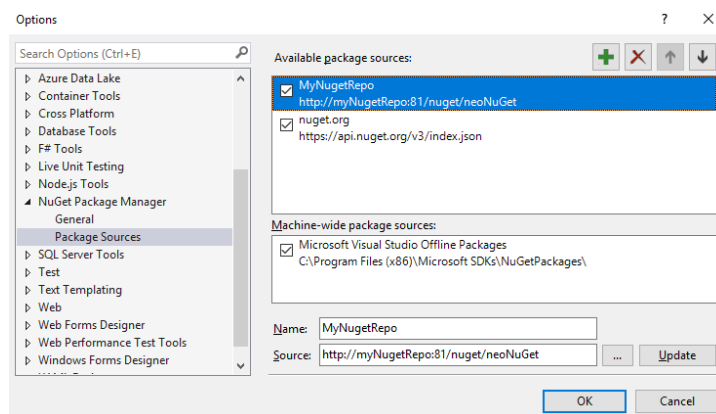 Options
?
Search Options (Ctrl+E)
Azure Data Lake
Container Tools
Cross Platform
Database Tools
F# Tools
Live Unit Testing
Node.js Tools
NuGet Package Manager
General
Package Sources
SQL Server Tools
Test
Text Templating
Web
Web Forms Designer
Web Performance Test Tools
Windows Forms Designer
Available package sources:
MyNugetRepo
http://myNugetRepo:81/nuget/neoNuGet
nuget.org
https://api.nuget.org/v3/index.json
Machine-wide package sources:
Microsoft Visual Studio Offline Packages
C:\Program Files (x86)\Microsoft SDKs\NuGetPackages\
Name: MyNugetRepo
Source: http://myNugetRepo:81/nuget/neoNuGet ... Update
OK Cancel